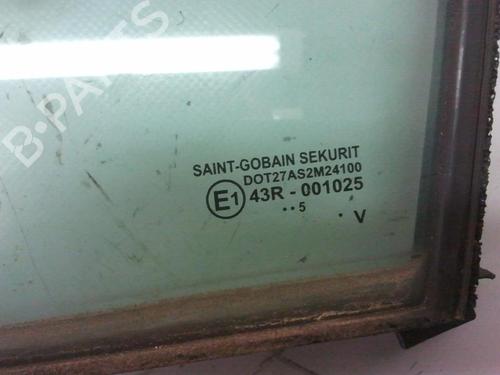 B-PARTS
SAINT-GOBAIN SEKURIT
DOT27AS2M24100
E1 43R - 001025
..5
V